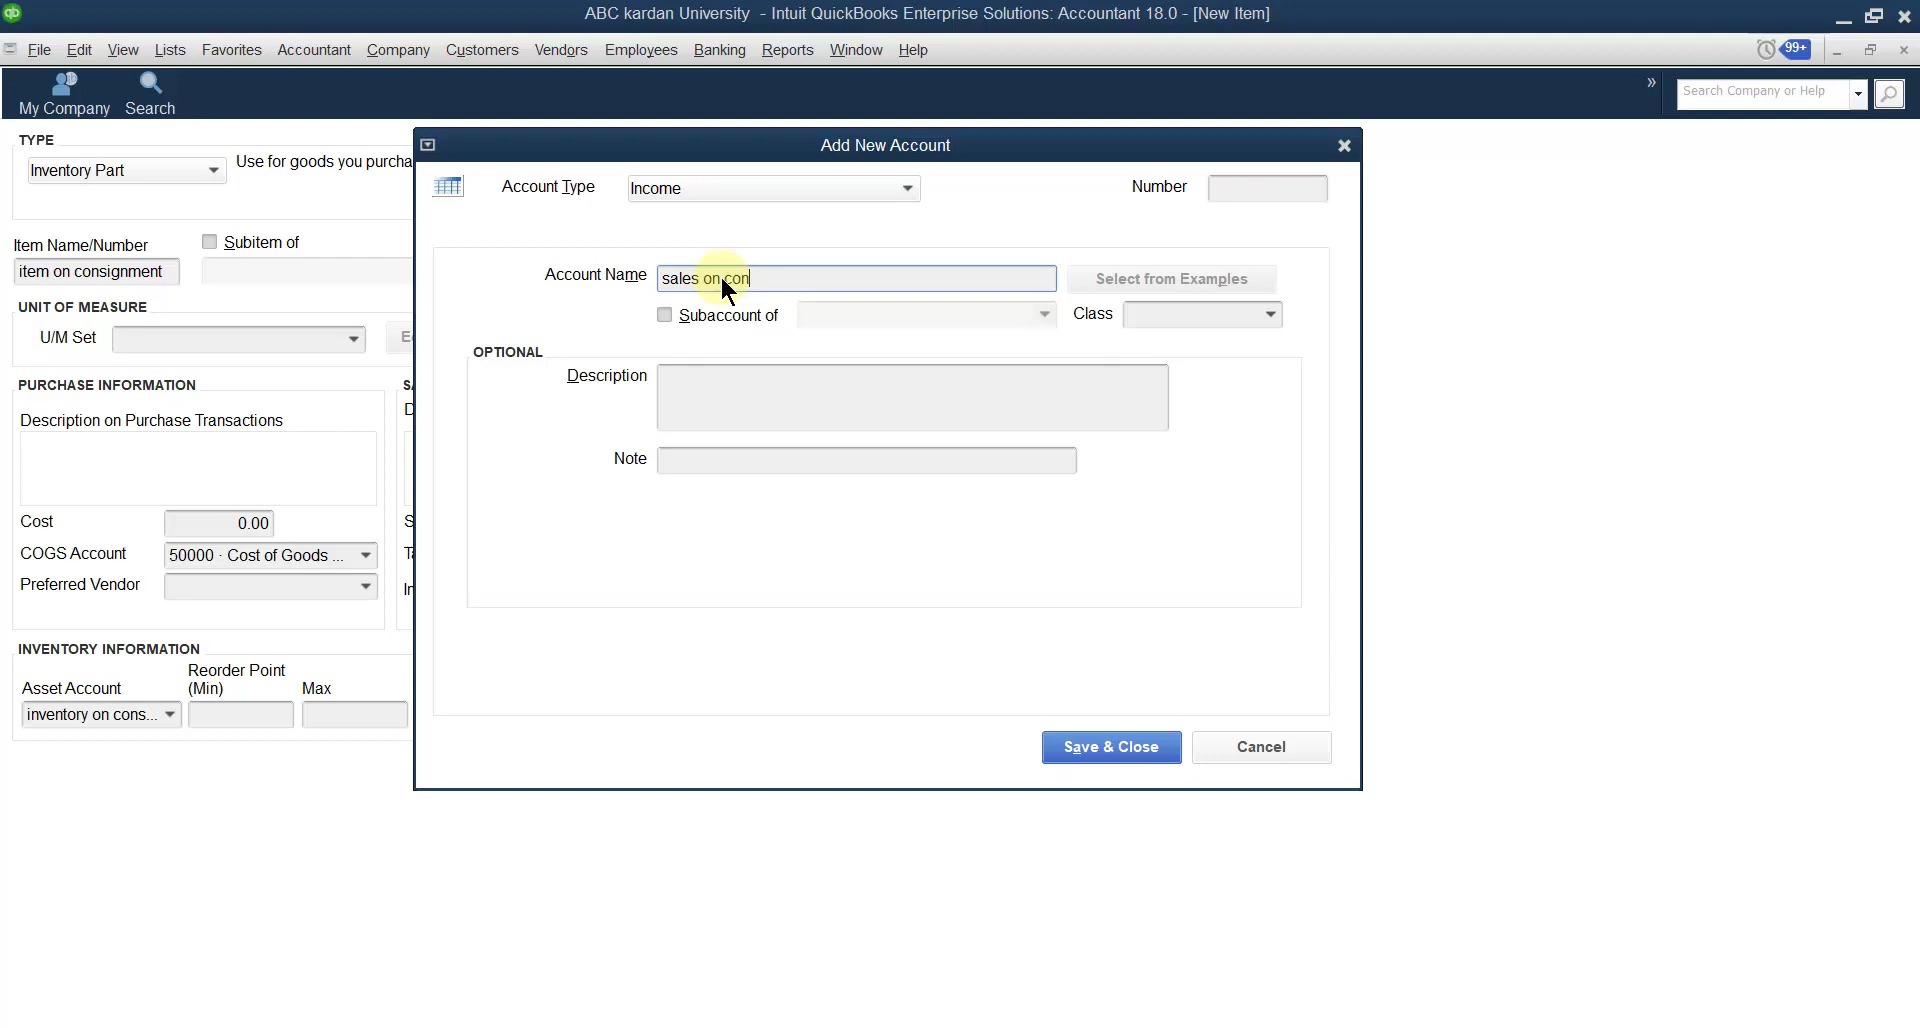 ABC kardan University - Intuit QuickBooks Enterprise Solutions: Accountant 18.0 - [New Item]
File Edit View Lists Favorites Accountant Company Customers Vendors Employees Banking Reports Window Help 99+
My Company Search » Search Company or Help
TYPE
Inventory Part Use for goods you purcha
Item Name/Number Subitem of
item on consignment
UNIT OF MEASURE
U/M Set
PURCHASE INFORMATION
Description on Purchase Transactions
Cost 0.00
COGS Account 50000 · Cost of Goods ...
Preferred Vendor
INVENTORY INFORMATION
Asset Account Reorder Point (Min) Max
inventory on cons...
Add New Account
Account Type Income Number
Account Name sales on con Select from Examples
Subaccount of Class
OPTIONAL
Description
Note
Save & Close Cancel